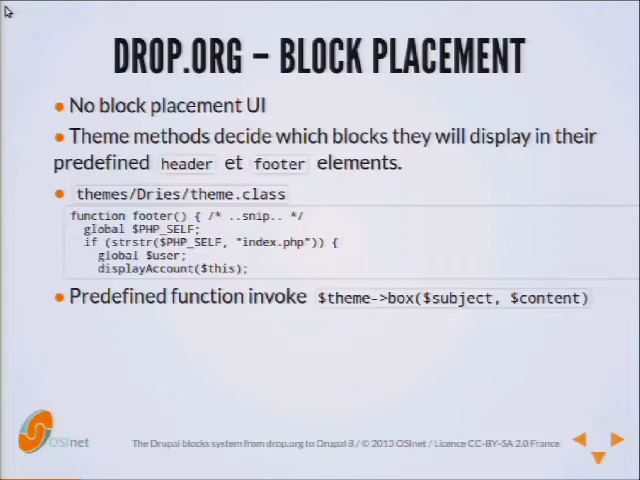 DROP.ORG – BLOCK PLACEMENT
No block placement UI
Theme methods decide which blocks they will display in their
predefined header et footer elements.
themes/Dries/theme.class
function footer() { /* ..snip.. */
global $PHP_SELF;
if (strstr($PHP_SELF, "index.php")) {
global $user;
displayAccount($this);
Predefined function invoke $theme->box($subject, $content)
OSInet
The Drupal blocks system from drop.org to Drupal 8 / © 2013 OSInet / Licence CC-BY-SA 2.0 France